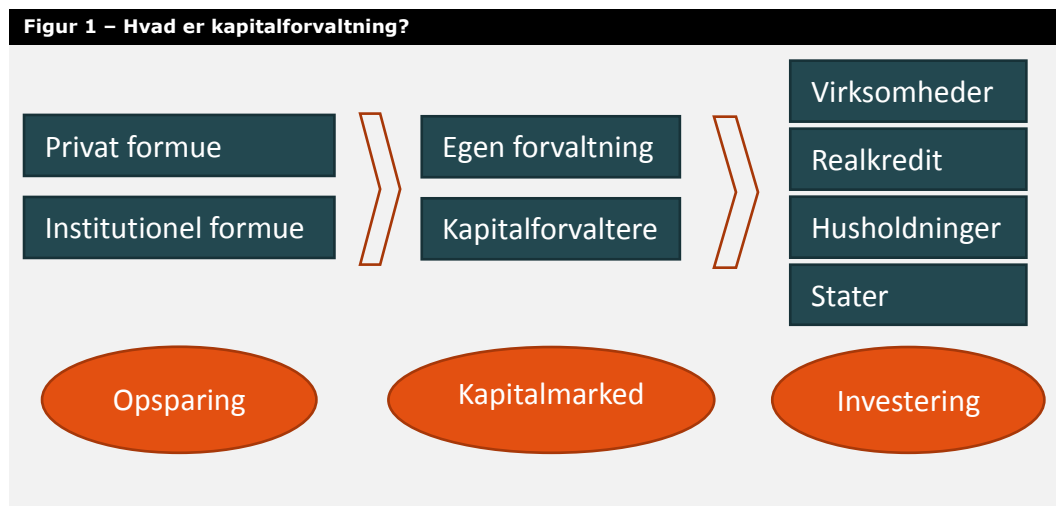 Figur 1 – Hvad er kapitalforvaltning?
Privat formue
Institutionel formue
Egen forvaltning
Kapitalforvaltere
Virksomheder
Realkredit
Husholdninger
Stater
Opsparing
Kapitalmarked
Investering